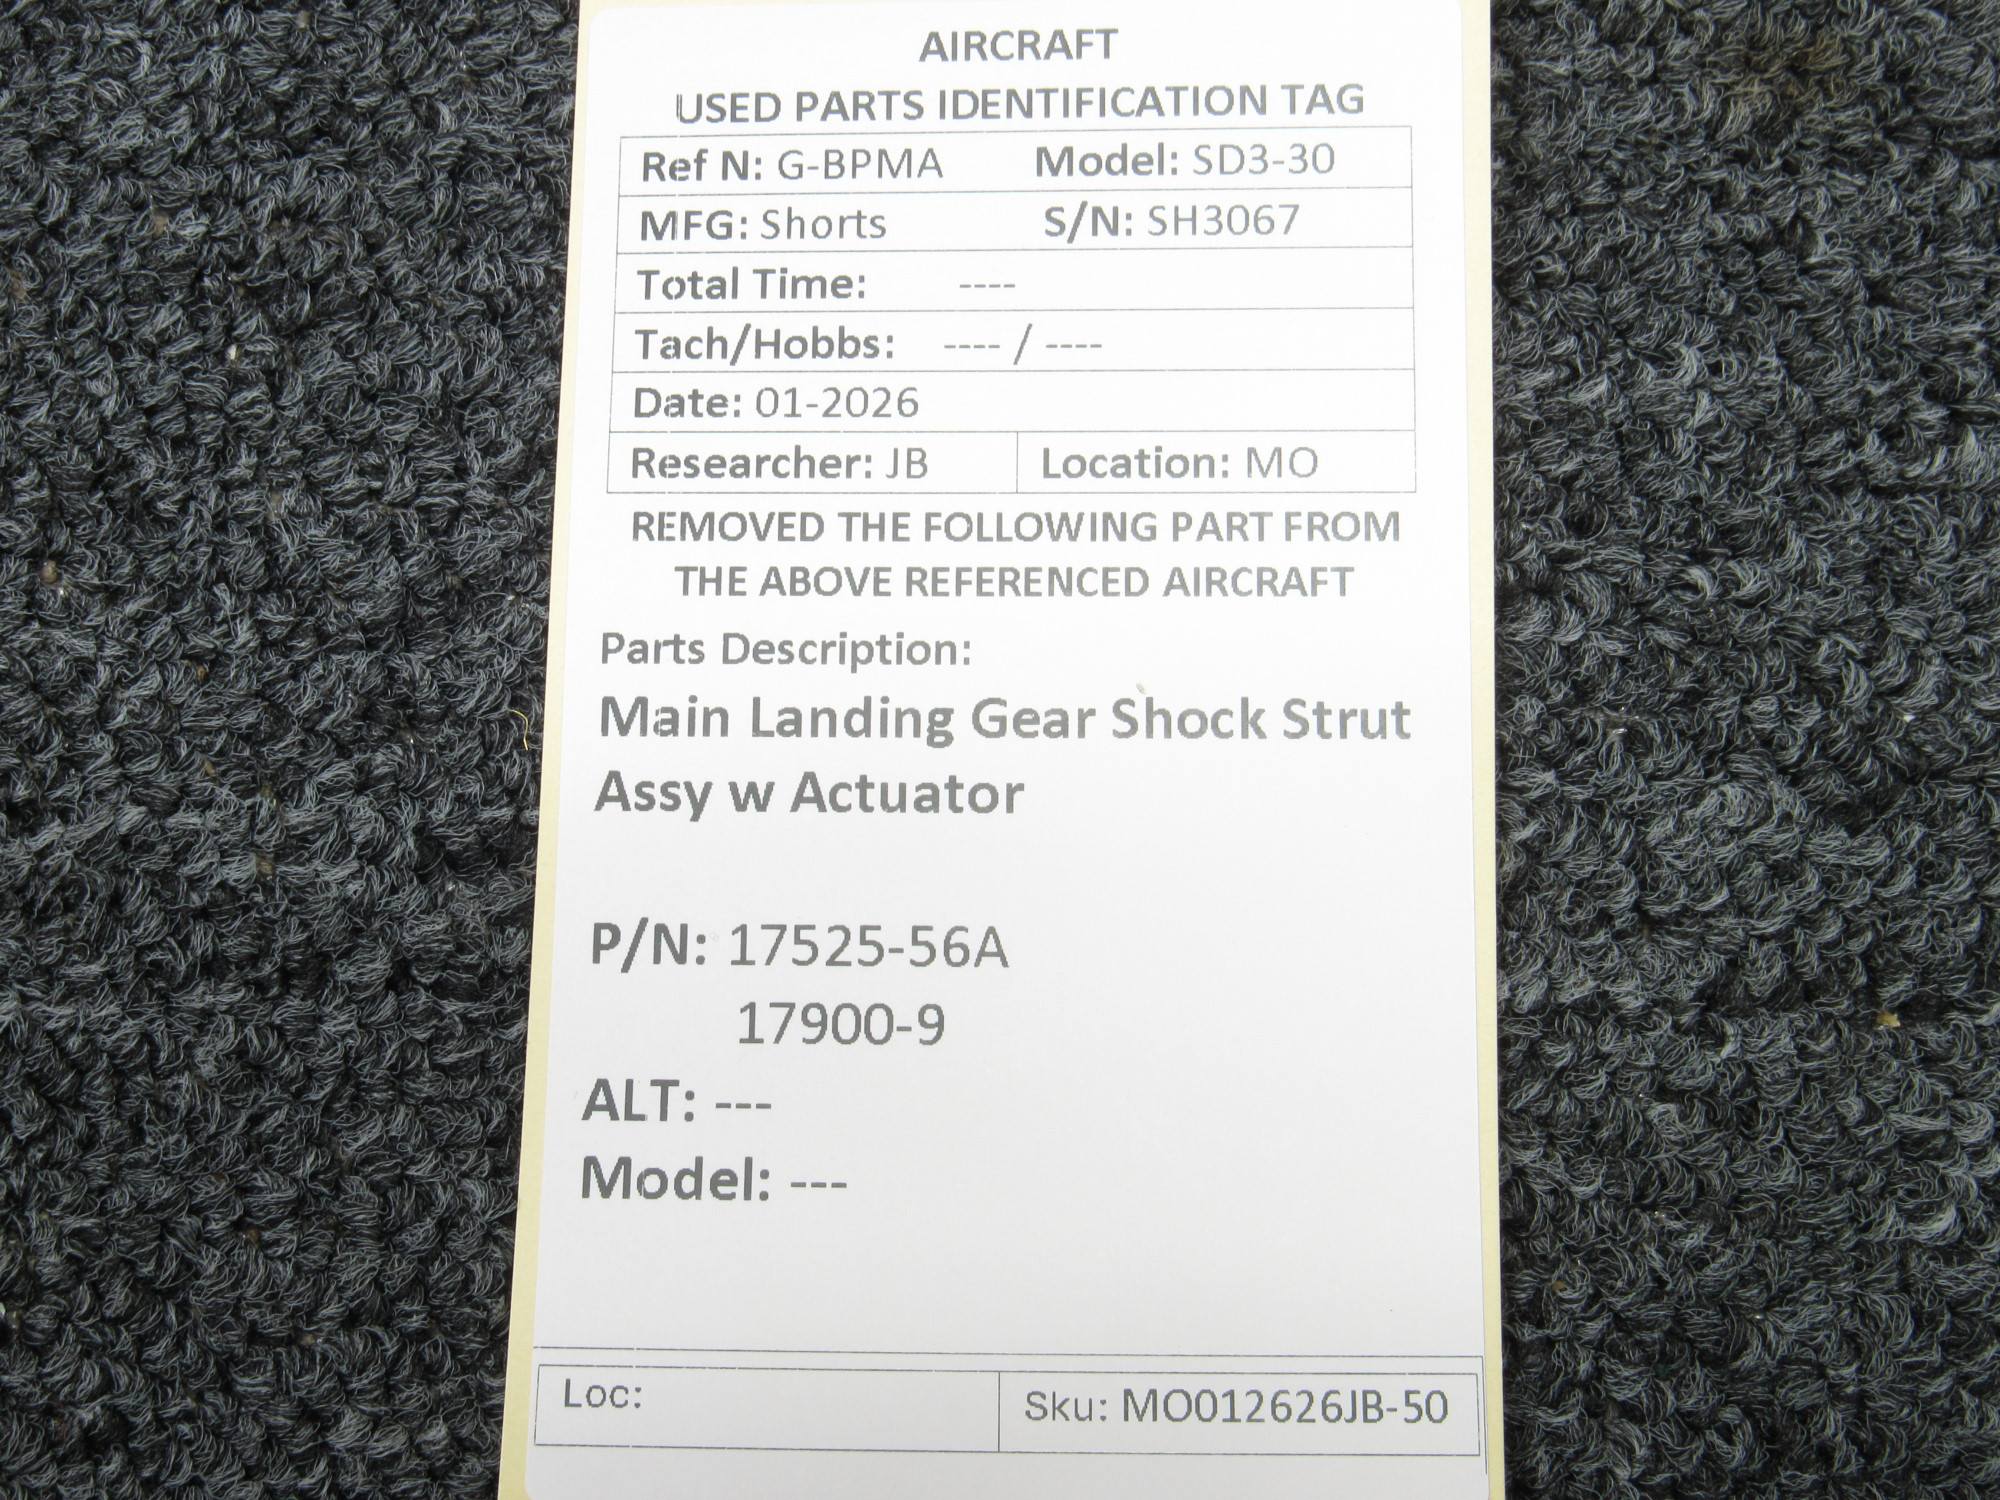 AIRCRAFT
USED PARTS IDENTIFICATION TAG
Ref N: G-BPMA Model: SD3-30
MFG: Shorts S/N: SH3067
Total Time: ----
Tach/Hobbs: ---- / ----
Date: 01-2026
Researcher: JB Location: MO
REMOVED THE FOLLOWING PART FROM
THE ABOVE REFERENCED AIRCRAFT
Parts Description:
Main Landing Gear Shock Strut
Assy w Actuator
P/N: 17525-56A
17900-9
ALT: ---
Model: ---
Loc: Sku: MO012626JB-50